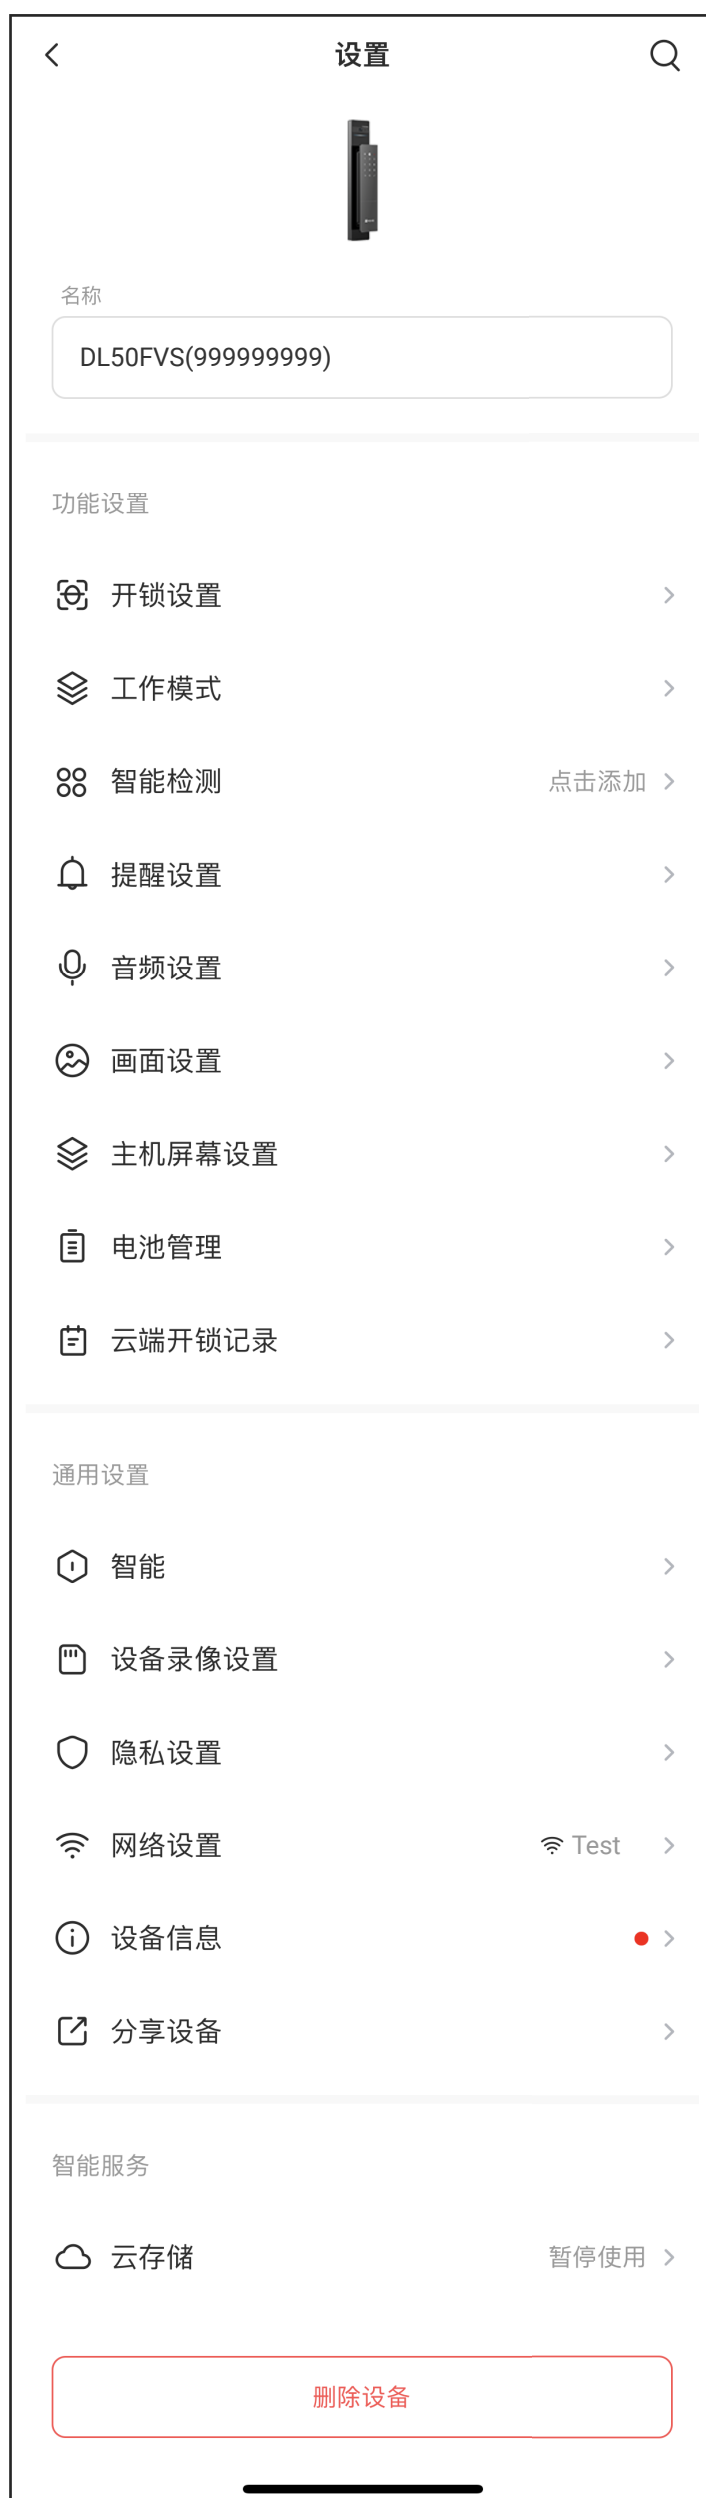 设置
名称
DL50FVS(999999999)
功能设置
开锁设置
工作模式
智能检测
点击添加
提醒设置
音频设置
画面设置
主机屏幕设置
电池管理
云端开锁记录
通用设置
智能
设备录像设置
隐私设置
网络设置
Test
设备信息
分享设备
智能服务
云存储
暂停使用
删除设备